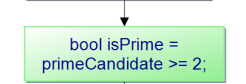 bool isPrime =
primeCandidate >= 2;